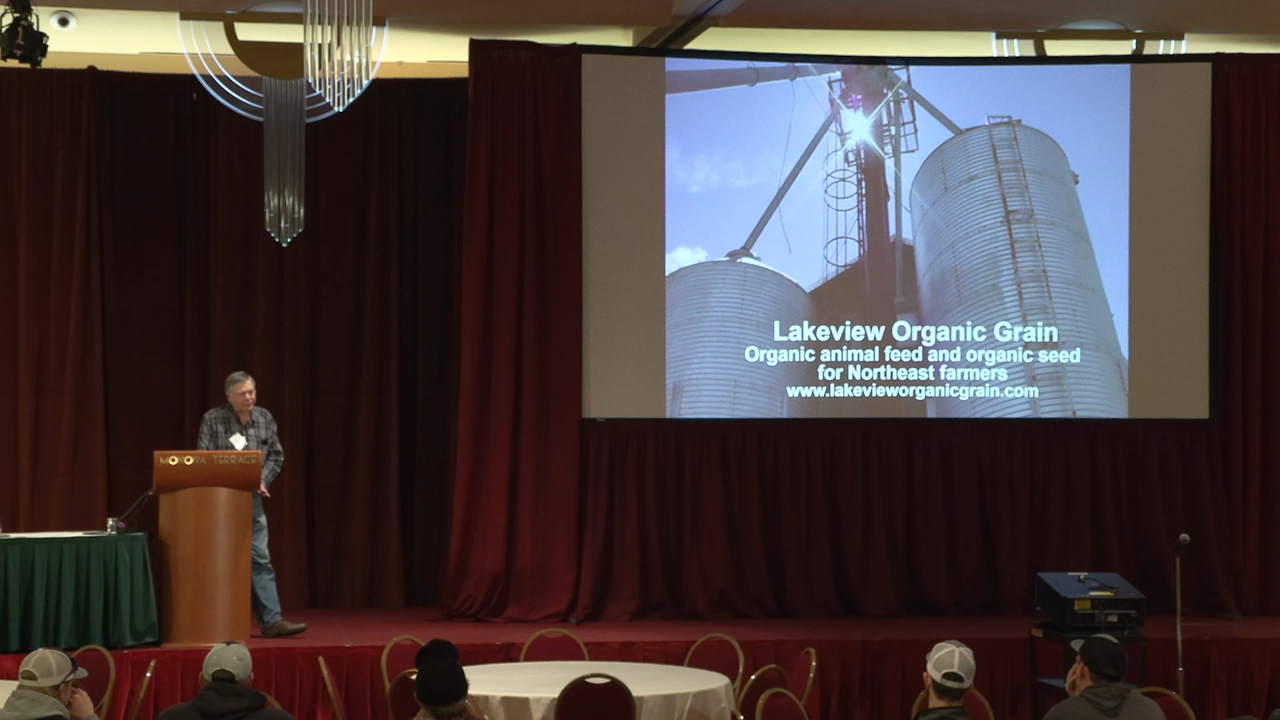 Lakeview Organic Grain
Organic animal feed and organic seed
for Northeast farmers
www.lakevieworganicgrain.com
MONONA TERRACE